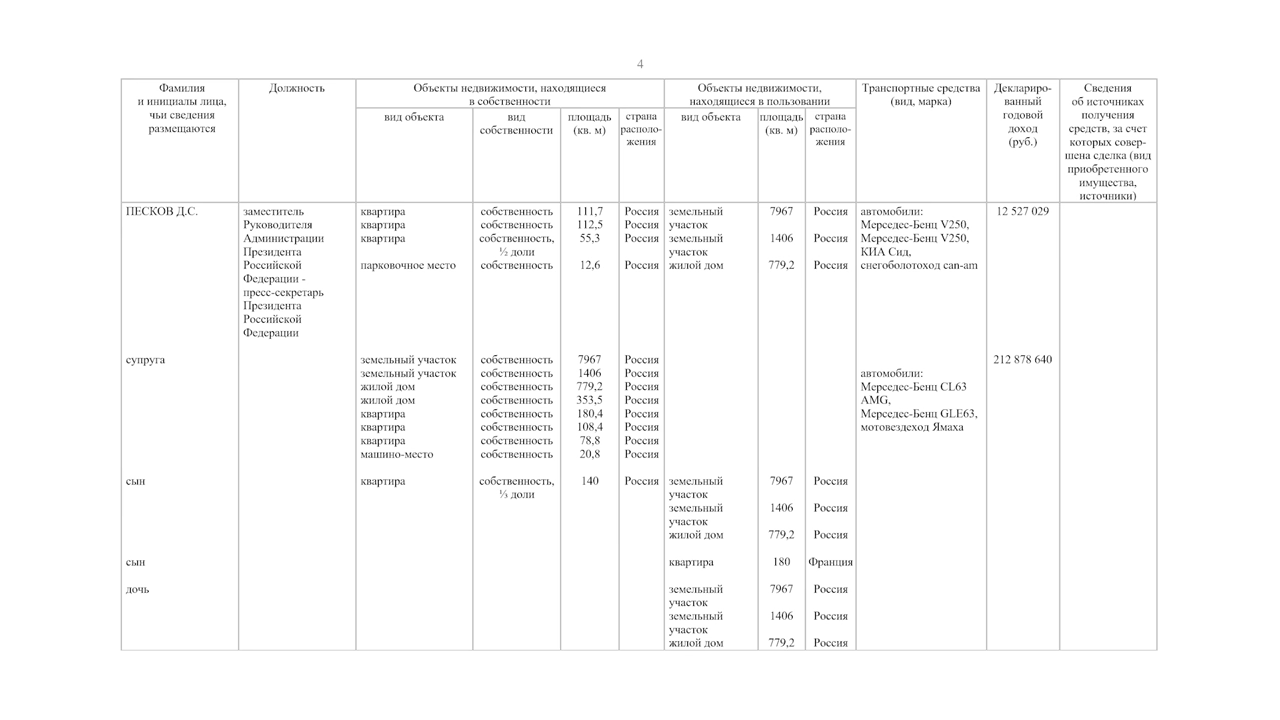 4
Фамилия
и инициалы лица,
чьи сведения
размещаются
Должность
Объекты недвижимости, находящиеся
в собственности
вид объекта
вид
собственности
площадь
(кв. м)
страна
располо-
жения
Объекты недвижимости,
находящиеся в пользовании
вид объекта
площадь
(кв. м)
страна
располо-
жения
Транспортные средства
(вид, марка)
Деклариро-
ванный
годовой
доход
(руб.)
Сведения
об источниках
получения
средств, за счет
которых совер-
шена сделка (вид
приобретенного
имущества,
источники)
ПЕСКОВ Д.С. заместитель квартира собственность 111,7 Россия земельный 7967 Россия автомобили: 12 527 029
Руководителя квартира собственность 112,5 Россия участок Мерседес-Бенц V250,
Администрации квартира собственность, 55,3 Россия земельный 1406 Россия Мерседес-Бенц V250,
Президента ½ доли участок КИА Сид,
Российской парковочное место собственность 12,6 Россия жилой дом 779,2 Россия снегоболотоход can-am
Федерации -
пресс-секретарь
Президента
Российской
Федерации
супруга земельный участок собственность 7967 Россия 212 878 640
земельный участок собственность 1406 Россия автомобили:
жилой дом собственность 779,2 Россия Мерседес-Бенц CL63
жилой дом собственность 353,5 Россия AMG,
квартира собственность 180,4 Россия Мерседес-Бенц GLE63,
квартира собственность 108,4 Россия мотовездеход Ямаха
квартира собственность 78,8 Россия
машино-место собственность 20,8 Россия
сын квартира собственность, 140 Россия земельный 7967 Россия
⅓ доли участок
земельный 1406 Россия
участок
жилой дом 779,2 Россия
сын квартира 180 Франция
дочь земельный 7967 Россия
участок
земельный 1406 Россия
участок
жилой дом 779,2 Россия